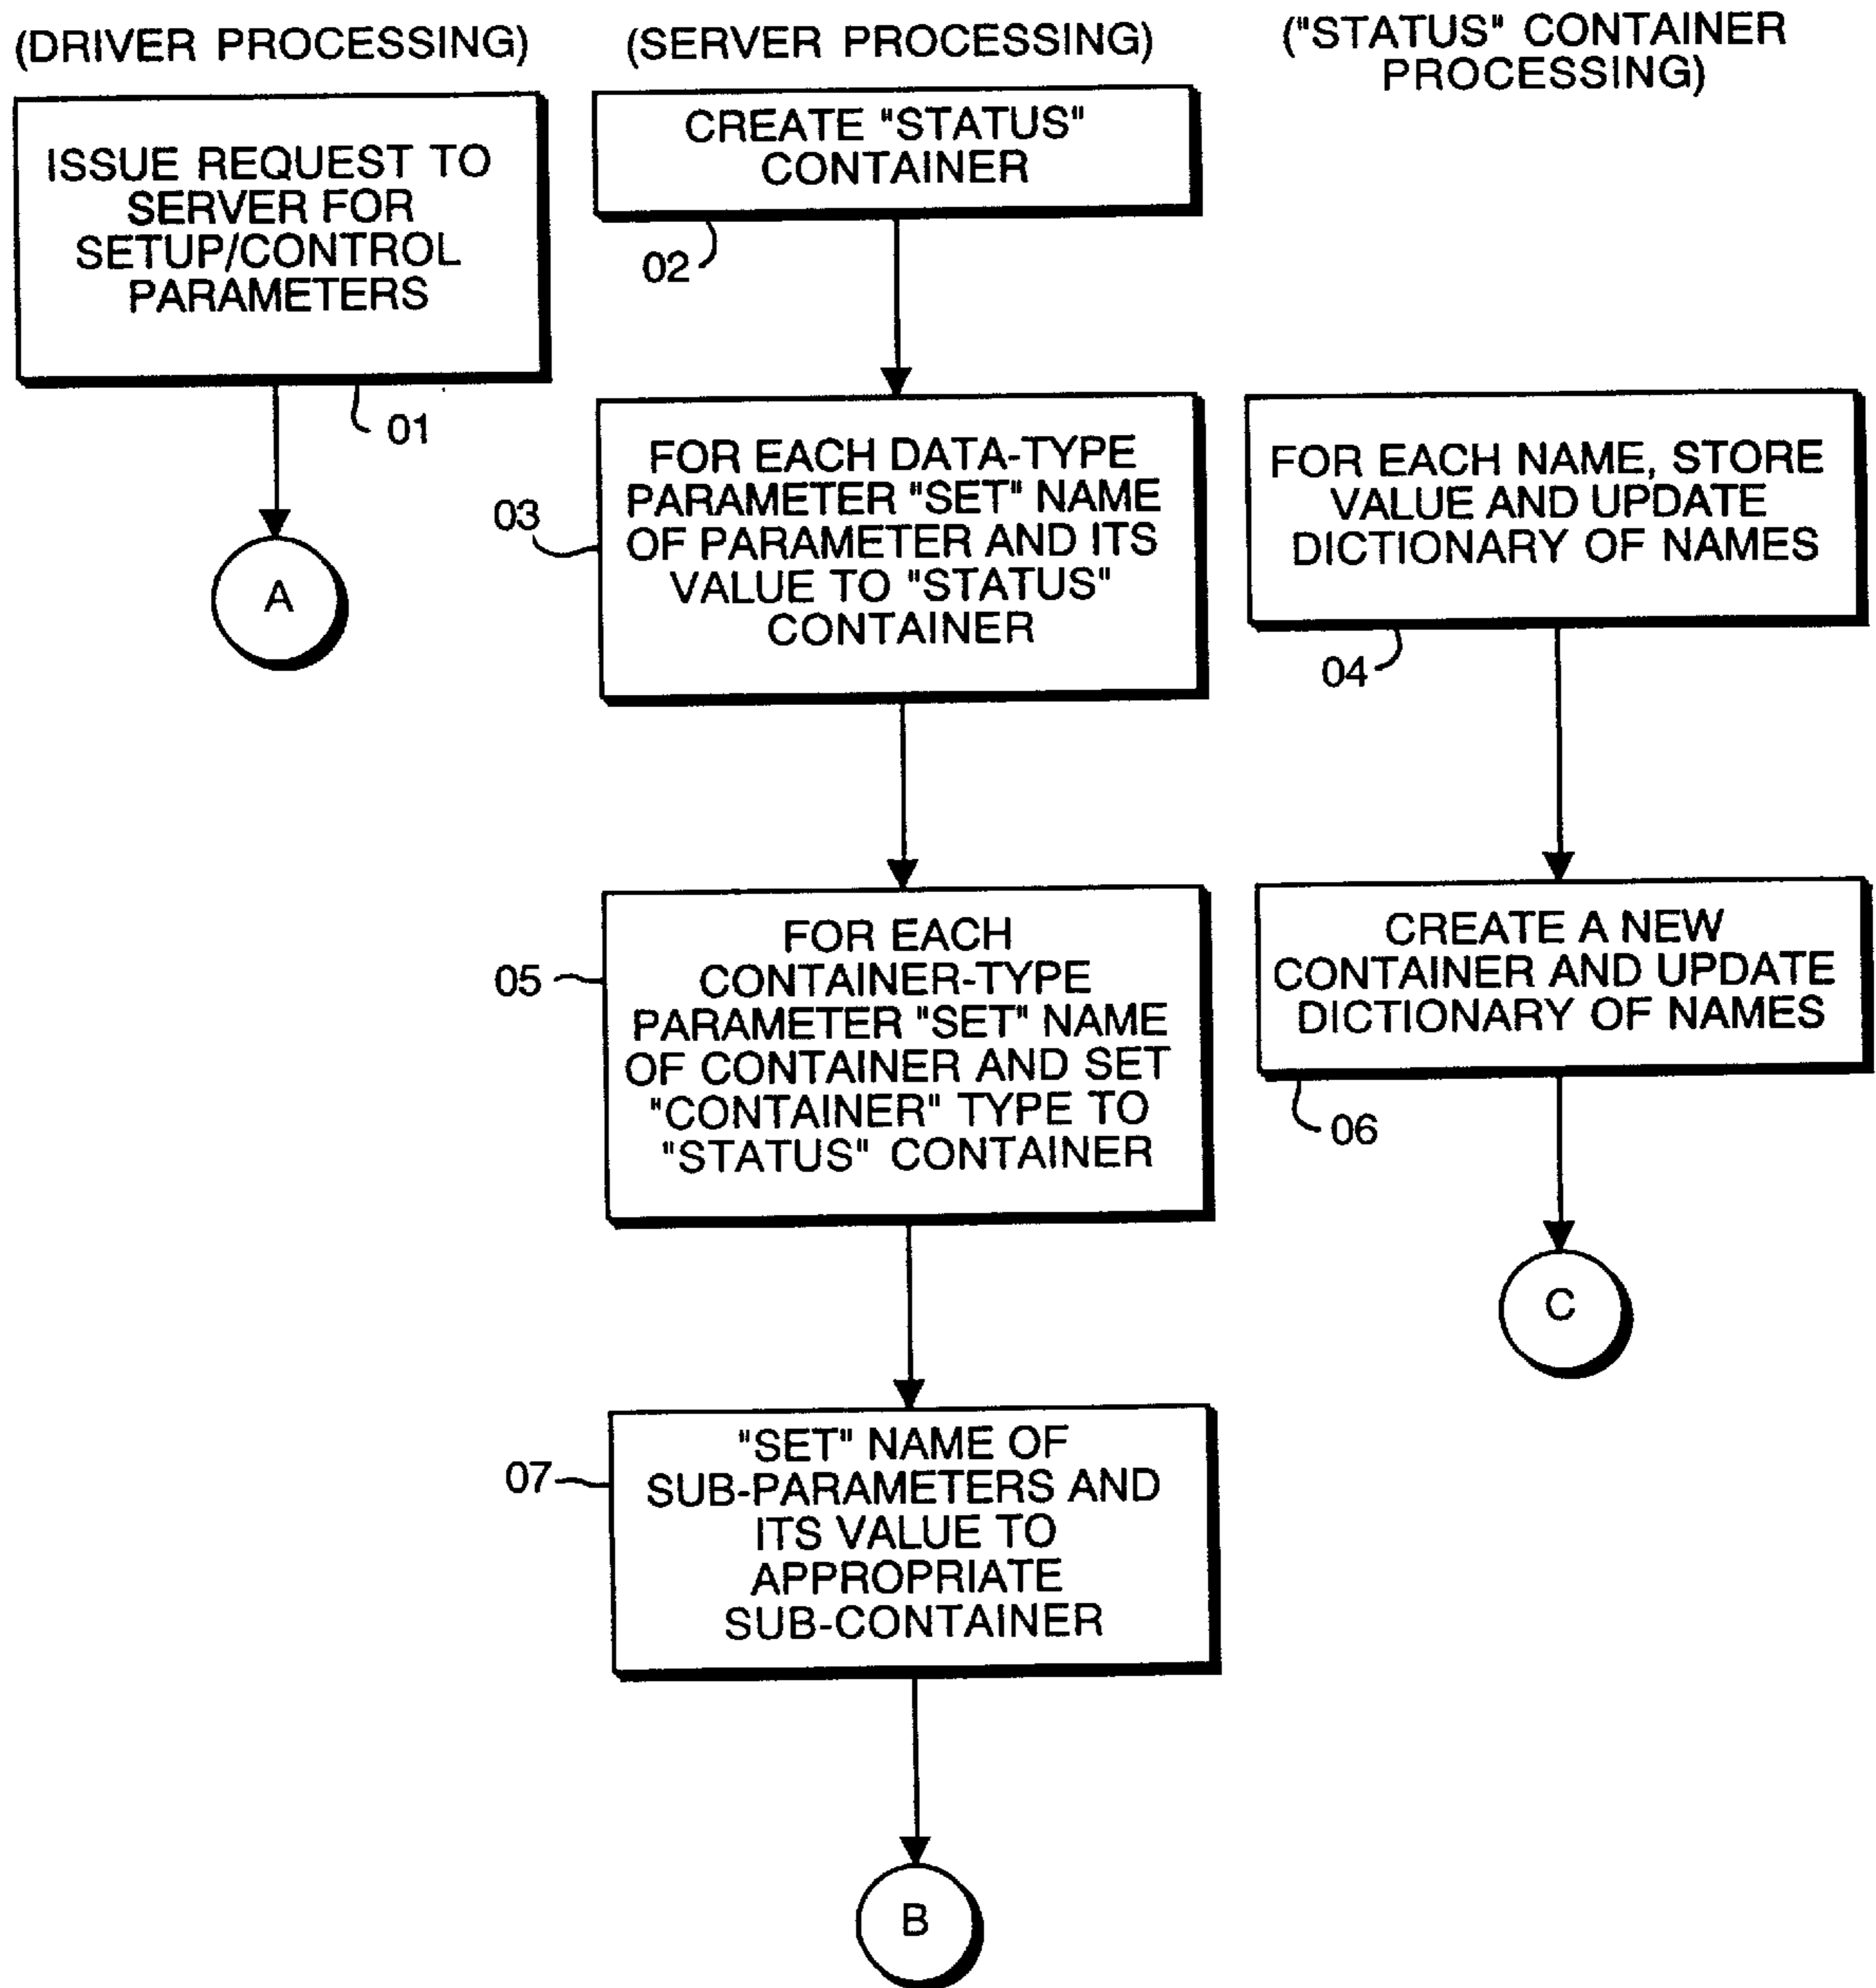 (DRIVER PROCESSING)
ISSUE REQUEST TO
SERVER FOR
SETUP/CONTROL
PARAMETERS
01
A
(SERVER PROCESSING)
CREATE "STATUS"
CONTAINER
02
FOR EACH DATA-TYPE
PARAMETER "SET" NAME
OF PARAMETER AND ITS
VALUE TO "STATUS"
CONTAINER
03
FOR EACH
CONTAINER-TYPE
PARAMETER "SET" NAME
OF CONTAINER AND SET
"CONTAINER" TYPE TO
"STATUS" CONTAINER
05
"SET" NAME OF
SUB-PARAMETERS AND
ITS VALUE TO
APPROPRIATE
SUB-CONTAINER
07
B
("STATUS" CONTAINER
PROCESSING)
FOR EACH NAME, STORE
VALUE AND UPDATE
DICTIONARY OF NAMES
04
CREATE A NEW
CONTAINER AND UPDATE
DICTIONARY OF NAMES
06
C